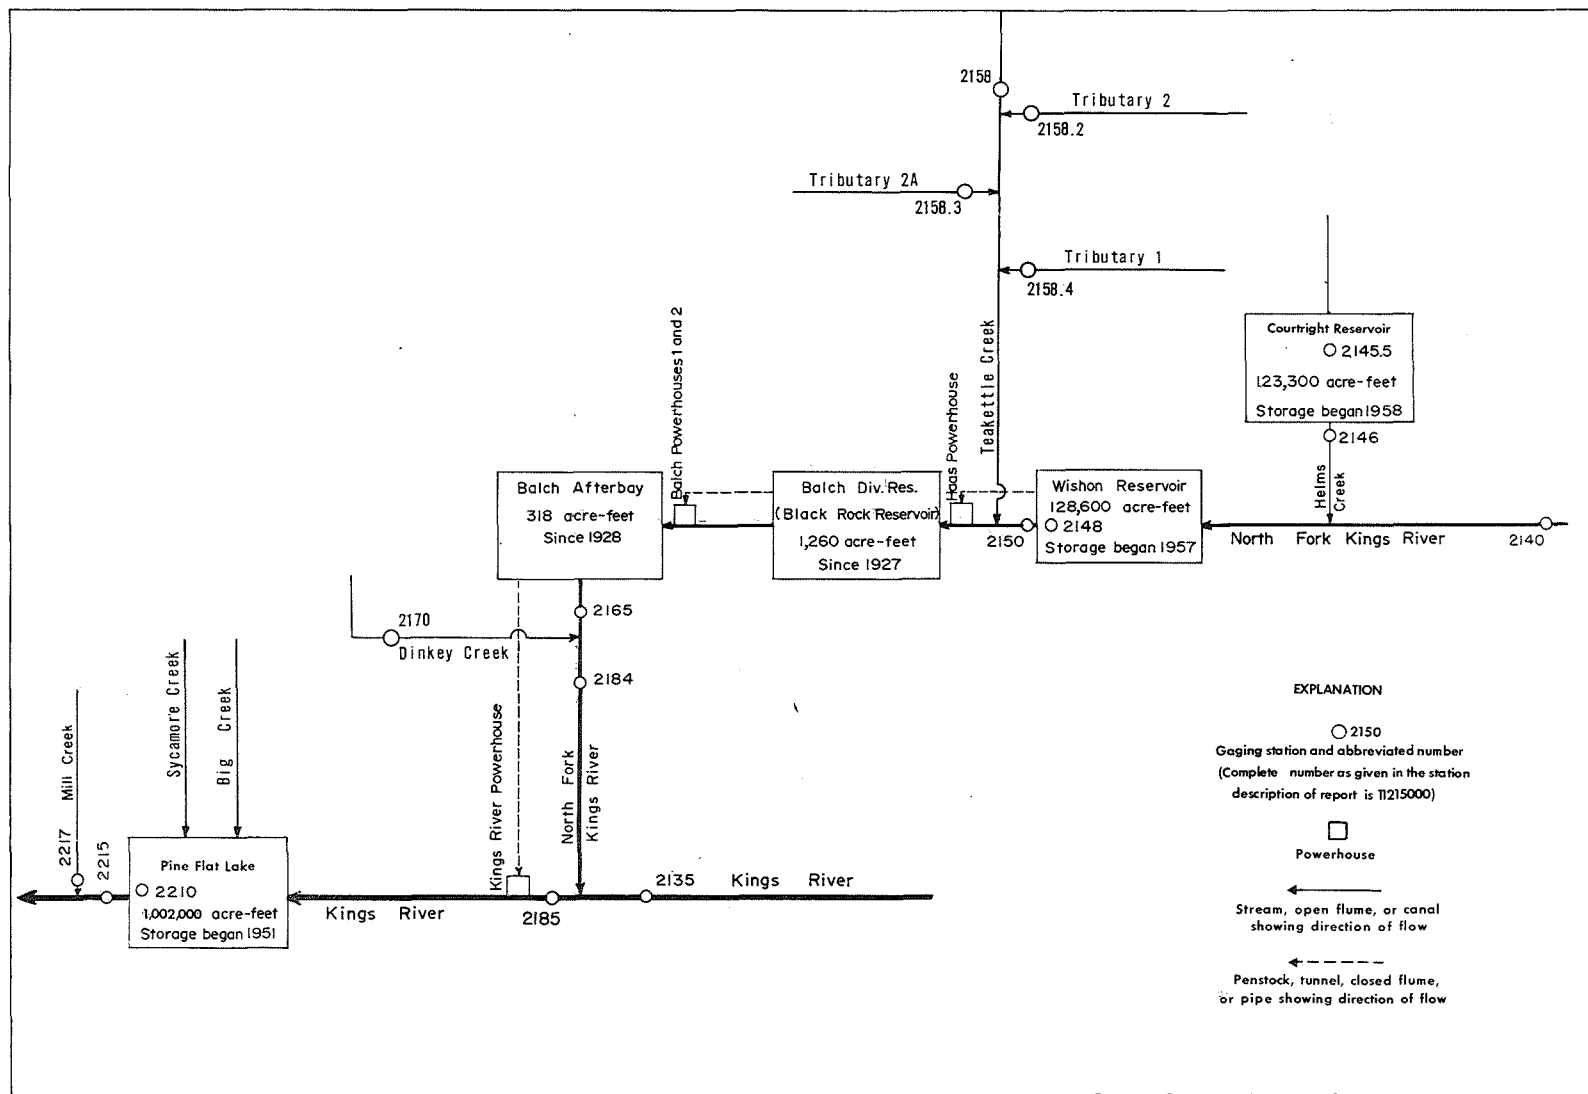 2158
Tributary 2
2158.2
Tributary 2A
2158.3
Tributary 1
2158.4
Teakettle Creek
Courtright Reservoir
2145.5
123,300 acre-feet
Storage began 1958
2146
Helms
Creek
Balch Powerhouses 1 and 2
Haas Powerhouse
Balch Afterbay
318 acre-feet
Since 1928
Balch Div. Res.
(Black Rock Reservoir)
1,260 acre-feet
Since 1927
2150
Wishon Reservoir
128,600 acre-feet
2148
Storage began 1957
North Fork Kings River
2140
2165
2170
Dinkey Creek
2184
North Fork
Kings River
Kings River Powerhouse
Sycamore Creek
Big Creek
Mill Creek
2217
2215
Pine Flat Lake
2210
1,002,000 acre-feet
Storage began 1951
Kings River
2185
2135 Kings River
EXPLANATION
2150
Gaging station and abbreviated number
(Complete number as given in the station
description of report is 11215000)
Powerhouse
Stream, open flume, or canal
showing direction of flow
Penstock, tunnel, closed flume,
or pipe showing direction of flow